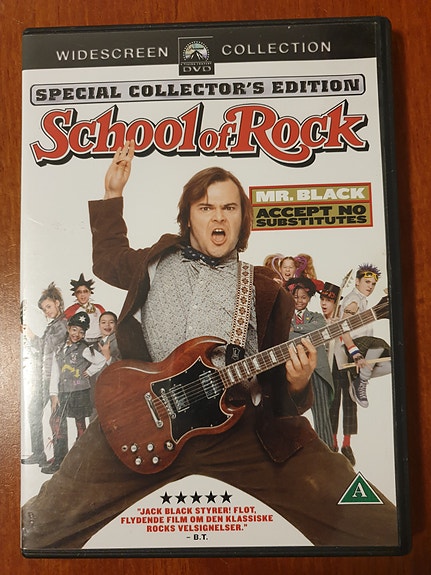 WIDESCREEN
DVD
COLLECTION
SPECIAL COLLECTOR'S EDITION
School of Rock
MR. BLACK
ACCEPT NO
SUBSTITUTES
"JACK BLACK STYRER! FLOT,
FLYDENDE FILM OM DEN KLASSISKE
ROCKS VELSIGNELSER."
– B.T.
A